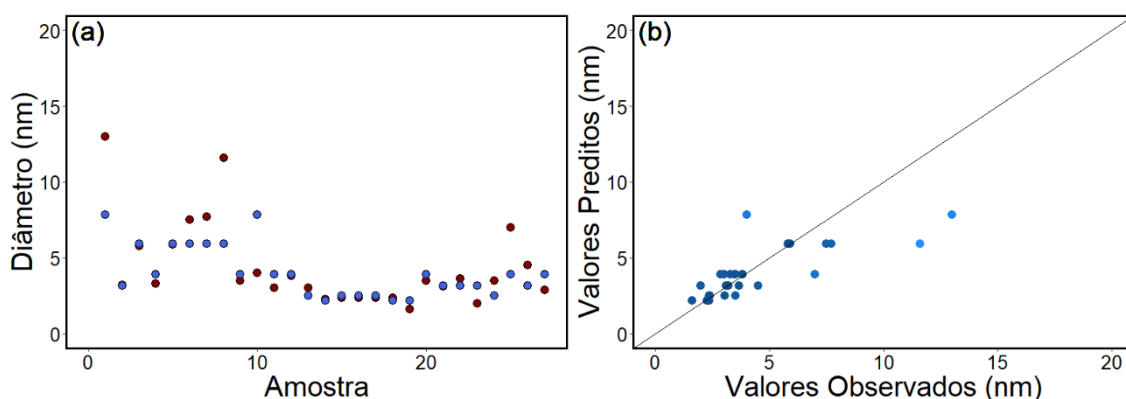 (a)
20
15
10
5
0
Diâmetro (nm)
0 10 20
Amostra
(b)
20
15
10
5
0
Valores Preditos (nm)
0 5 10 15 20
Valores Observados (nm)